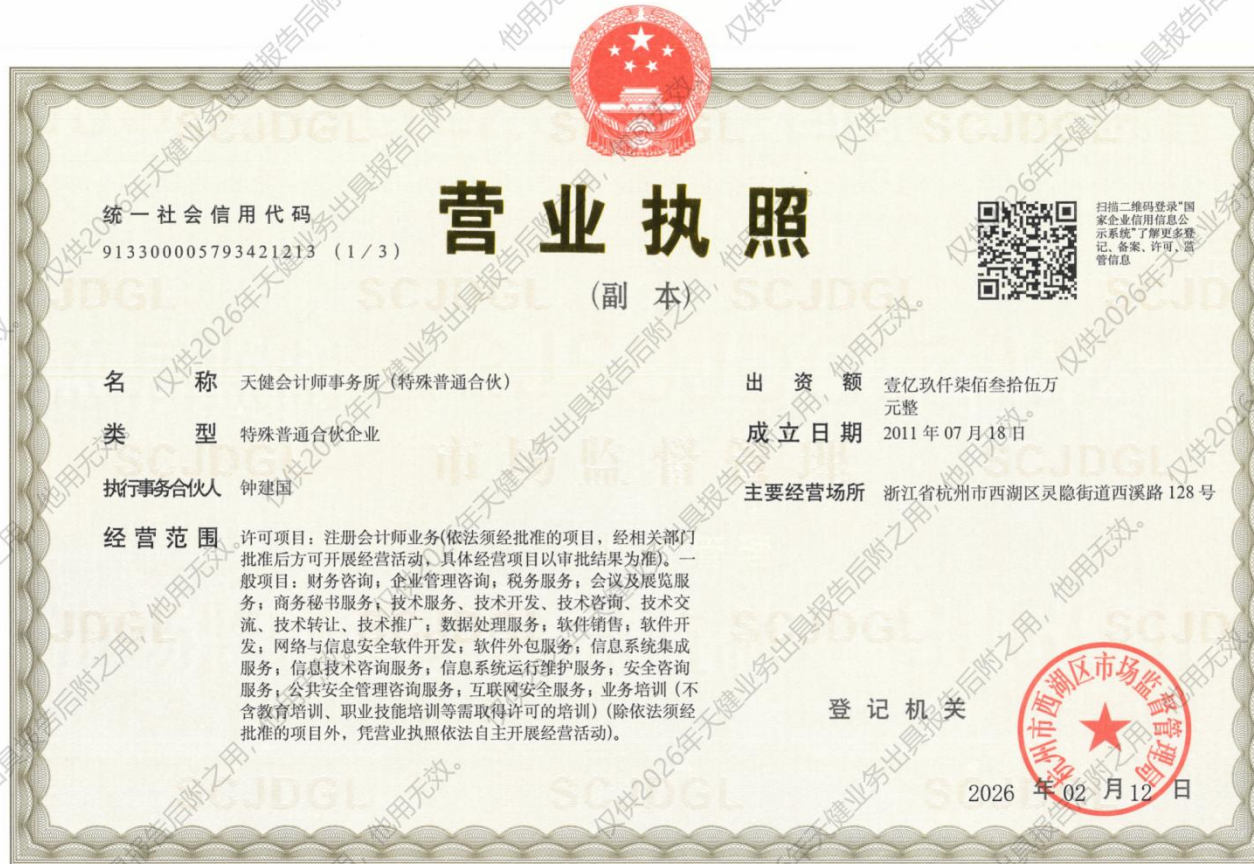 统一社会信用代码
913300005793421213 (1/3)
营业执照
(副 本)
扫描二维码登录“国
家企业信用信息公
示系统”了解更多登
记、备案、许可、监
管信息
名 称 天健会计师事务所(特殊普通合伙)
类 型 特殊普通合伙企业
执行事务合伙人 钟建国
经营范围 许可项目:注册会计师业务(依法须经批准的项目,经相关部门
批准后方可开展经营活动,具体经营项目以审批结果为准)。一
般项目:财务咨询;企业管理咨询;税务服务;会议及展览服
务;商务秘书服务;技术服务、技术开发、技术咨询、技术交
流、技术转让、技术推广;数据处理服务;软件销售;软件开
发;网络与信息安全软件开发;软件外包服务;信息系统集成
服务;信息技术咨询服务;信息系统运行维护服务;安全咨询
服务;公共安全管理咨询服务;互联网安全服务;业务培训(不
含教育培训、职业技能培训等需取得许可的培训)(除依法须经
批准的项目外,凭营业执照依法自主开展经营活动)。
出 资 额 壹亿玖仟柒佰叁拾伍万
元整
成立日期 2011年07月18日
主要经营场所 浙江省杭州市西湖区灵隐街道西溪路128号
登记机关
杭州市西湖区市场监督管理局
2026 年 02 月 12 日
仅供2026年天健业务出具报告后附之用,他用无效。
SCJDGL
市场监督管理